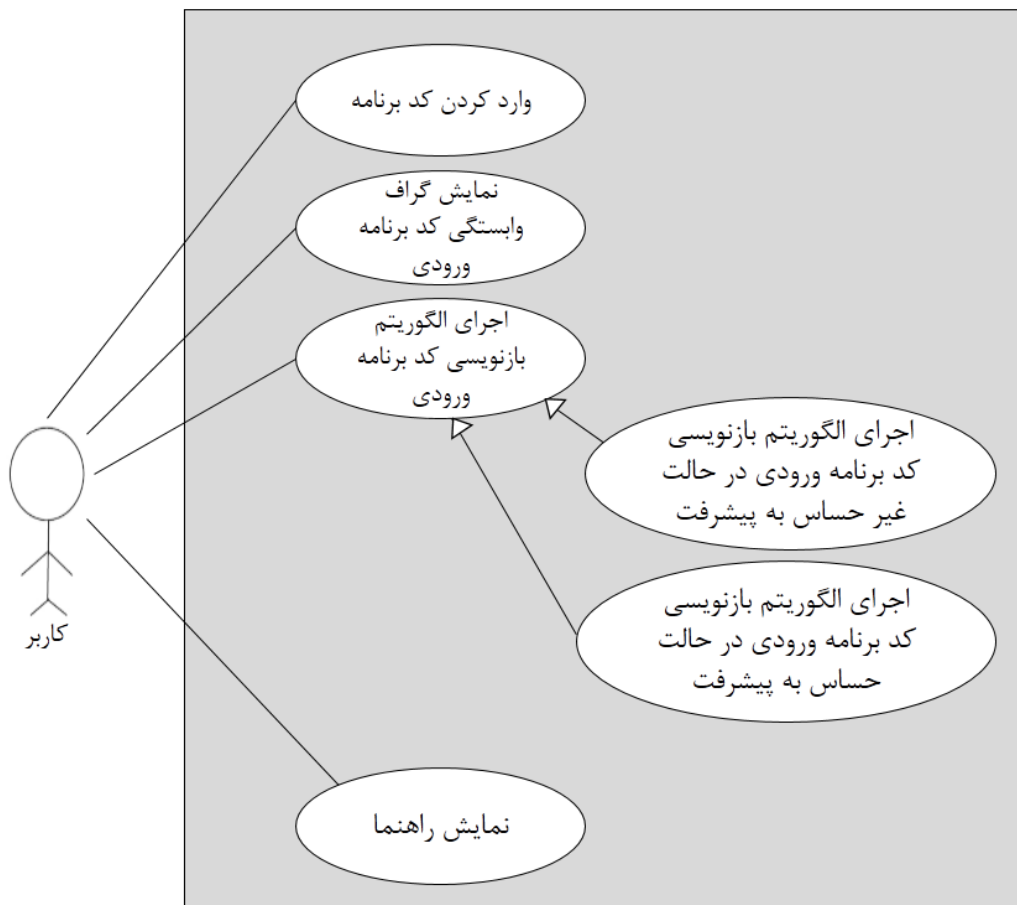 وارد کردن کد برنامه
نمایش گراف
وابستگی کد برنامه
ورودی
اجرای الگوریتم
بازنویسی کد برنامه
ورودی
اجرای الگوریتم بازنویسی
کد برنامه ورودی در حالت
غیر حساس به پیشرفت
اجرای الگوریتم بازنویسی
کد برنامه ورودی در حالت
حساس به پیشرفت
کاربر
نمایش راهنما